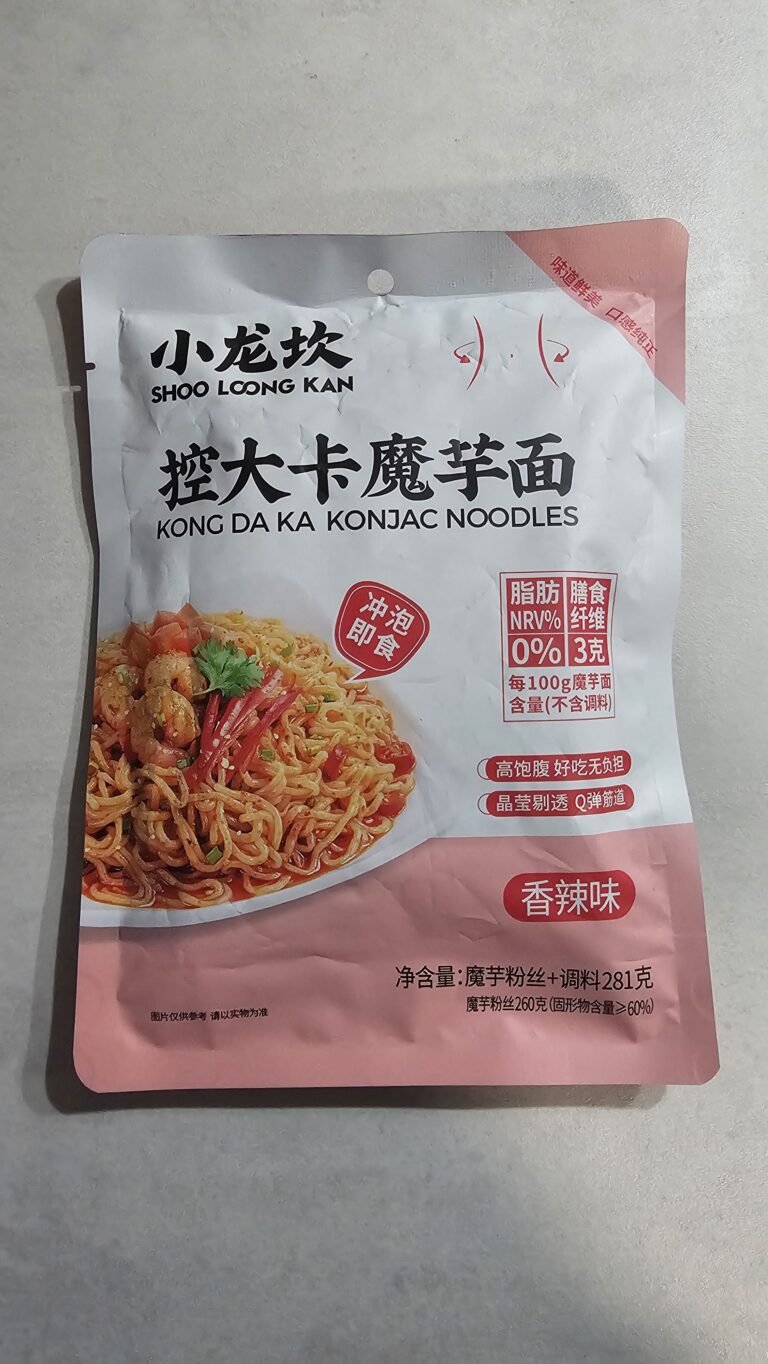 味道鲜美 口感纯正
小龙坎
SHOO LOONG KAN
控大卡魔芋面
KONG DA KA KONJAC NOODLES
冲泡
即食
脂肪 膳食
NRV% 纤维
0% 3克
每100g魔芋面
含量(不含调料)
高饱腹 好吃无负担
晶莹剔透 Q弹筋道
香辣味
净含量:魔芋粉丝+调料281克
魔芋粉丝260克(固形物含量≥60%)
图片仅供参考 请以实物为准